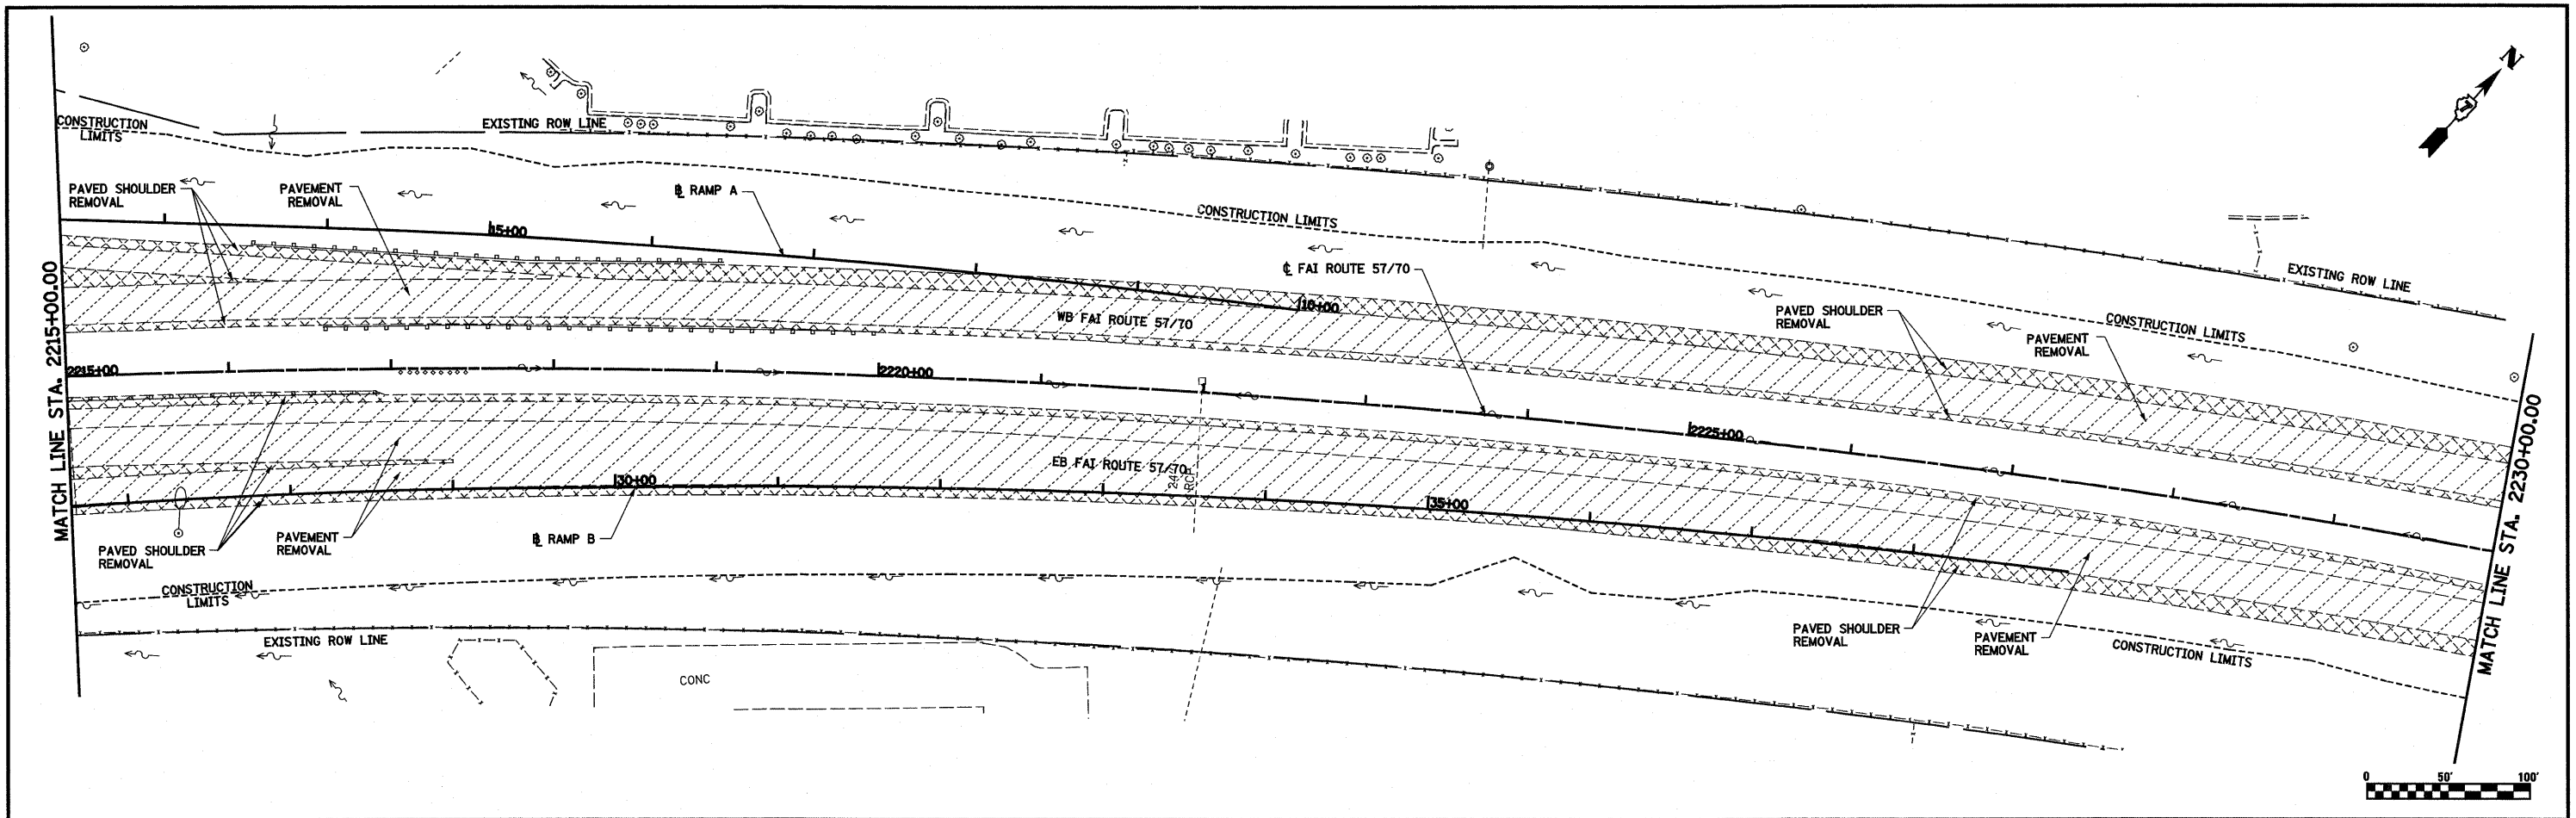 N
CONSTRUCTION
LIMITS
EXISTING ROW LINE
PAVED SHOULDER
REMOVAL
PAVEMENT
REMOVAL
℄ RAMP A
CONSTRUCTION LIMITS
15+00
℄ FAI ROUTE 57/70
EXISTING ROW LINE
10+00
WB FAI ROUTE 57/70
PAVED SHOULDER
REMOVAL
CONSTRUCTION LIMITS
PAVEMENT
REMOVAL
MATCH LINE STA. 2215+00.00
2215+00
2220+00
2225+00
MATCH LINE STA. 2230+00.00
EB FAI ROUTE 57/70
30+00
35+00
PAVED SHOULDER
REMOVAL
PAVEMENT
REMOVAL
RAMP B
CONSTRUCTION
LIMITS
EXISTING ROW LINE
CONC
PAVED SHOULDER
REMOVAL
PAVEMENT
REMOVAL
CONSTRUCTION LIMITS
0 50' 100'